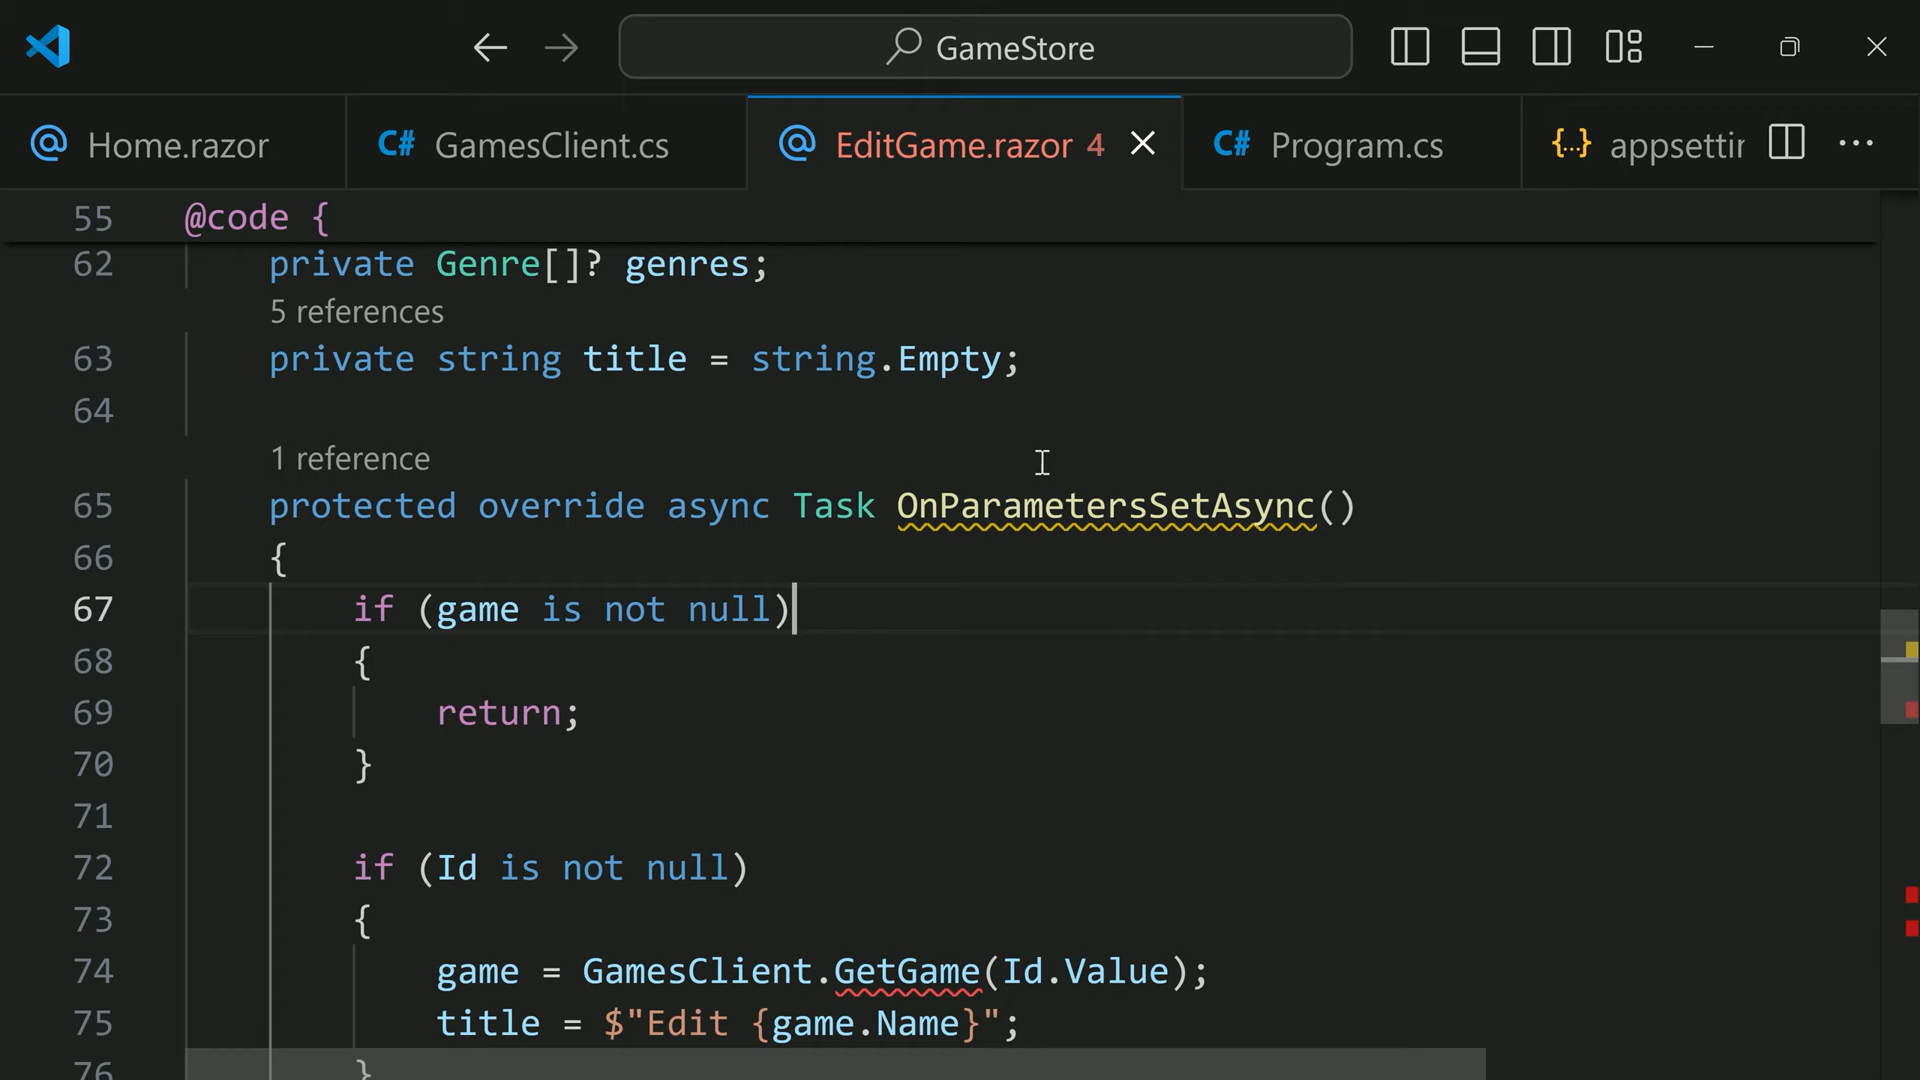 GameStore
Home.razor
C# GamesClient.cs
EditGame.razor 4
C# Program.cs
{..} appsettir
55 @code {
62 private Genre[]? genres;
5 references
63 private string title = string.Empty;
64
1 reference
65 protected override async Task OnParametersSetAsync()
66 {
67 if (game is not null)
68 {
69 return;
70 }
71
72 if (Id is not null)
73 {
74 game = GamesClient.GetGame(Id.Value);
75 title = $"Edit {game.Name}";
76 }